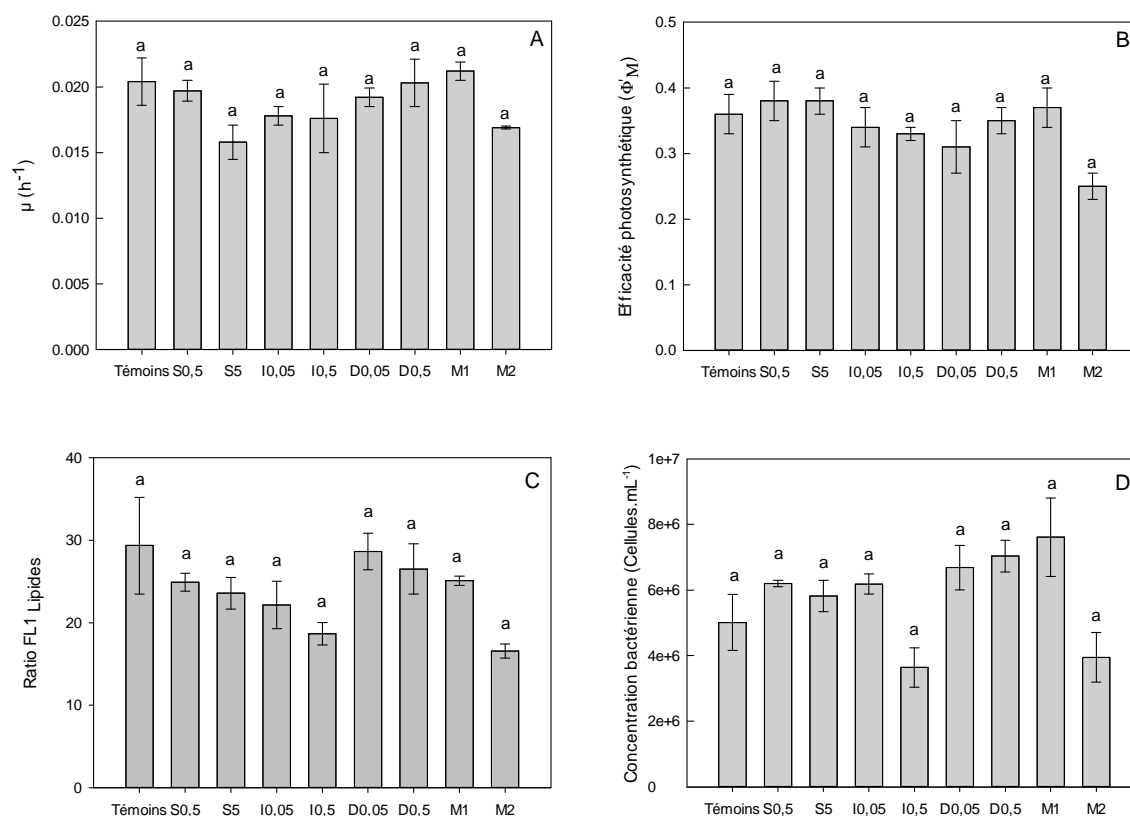 A
0.025
0.020
0.015
0.010
0.005
0.000
µ (h-1)
a a a a a a a a a
Témoins S0,5 S5 I0,05 I0,5 D0,05 D0,5 M1 M2
B
0.5
0.4
0.3
0.2
0.1
0.0
Efficacité photosynthétique (Φ'M)
a a a a a a a a a
Témoins S0,5 S5 I0,05 I0,5 D0,05 D0,5 M1 M2
C
40
30
20
10
0
Ratio FL1 Lipides
a a a a a a a a a
Témoins S0,5 S5 I0,05 I0,5 D0,05 D0,5 M1 M2
D
1e+7
8e+6
6e+6
4e+6
2e+6
0
Concentration bactérienne (Cellules.mL-1)
a a a a a a a a a
Témoins S0,5 S5 I0,05 I0,5 D0,05 D0,5 M1 M2